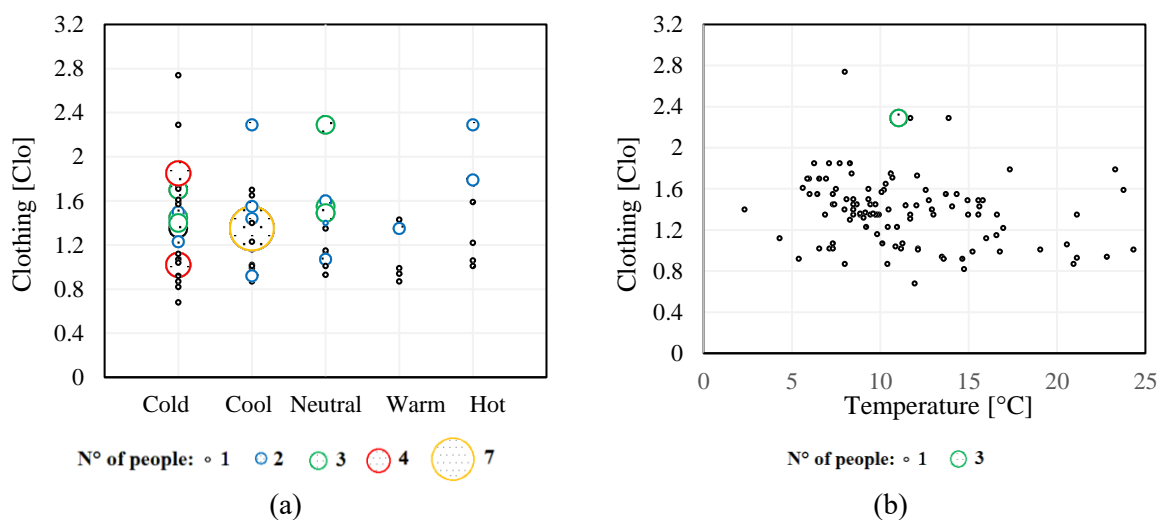 3.2
2.8
2.4
2
1.6
1.2
0.8
0.4
0
Clothing [Clo]
Cold Cool Neutral Warm Hot
N° of people: 1 2 3 4 7
(a)
3.2
2.8
2.4
2
1.6
1.2
0.8
0.4
0
Clothing [Clo]
0 5 10 15 20 25
Temperature [°C]
N° of people: 1 3
(b)